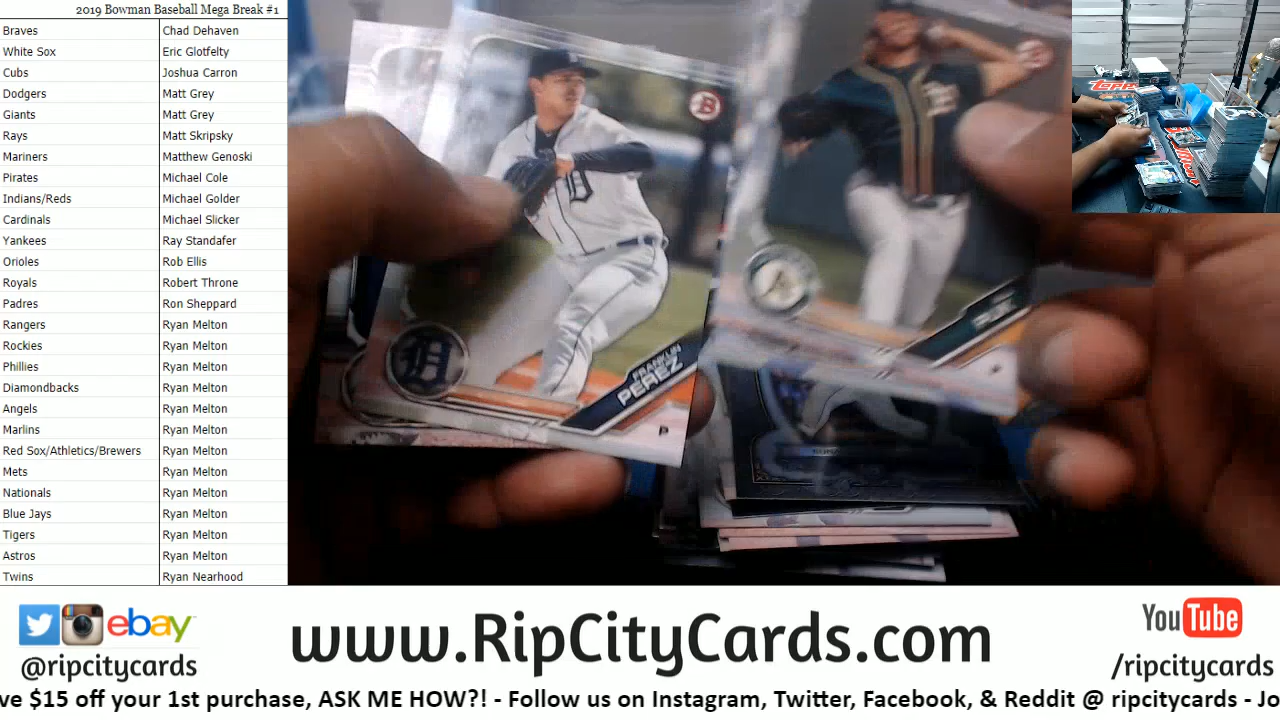 2019 Bowman Baseball Mega Break #1
Braves Chad Dehaven
White Sox Eric Glotfelty
Cubs Joshua Carron
Dodgers Matt Grey
Giants Matt Grey
Rays Matt Skripsky
Mariners Matthew Genoski
Pirates Michael Cole
Indians/Reds Michael Golder
Cardinals Michael Slicker
Yankees Ray Standafer
Orioles Rob Ellis
Royals Robert Throne
Padres Ron Sheppard
Rangers Ryan Melton
Rockies Ryan Melton
Phillies Ryan Melton
Diamondbacks Ryan Melton
Angels Ryan Melton
Marlins Ryan Melton
Red Sox/Athletics/Brewers Ryan Melton
Mets Ryan Melton
Nationals Ryan Melton
Blue Jays Ryan Melton
Tigers Ryan Melton
Astros Ryan Melton
Twins Ryan Nearhood
B
D
D
FRANKLIN
PEREZ
P
Topps
ebay
@ripcitycards
www.RipCityCards.com
YouTube
/ripcitycards
ve $15 off your 1st purchase, ASK ME HOW?! - Follow us on Instagram, Twitter, Facebook, & Reddit @ ripcitycards - Jo